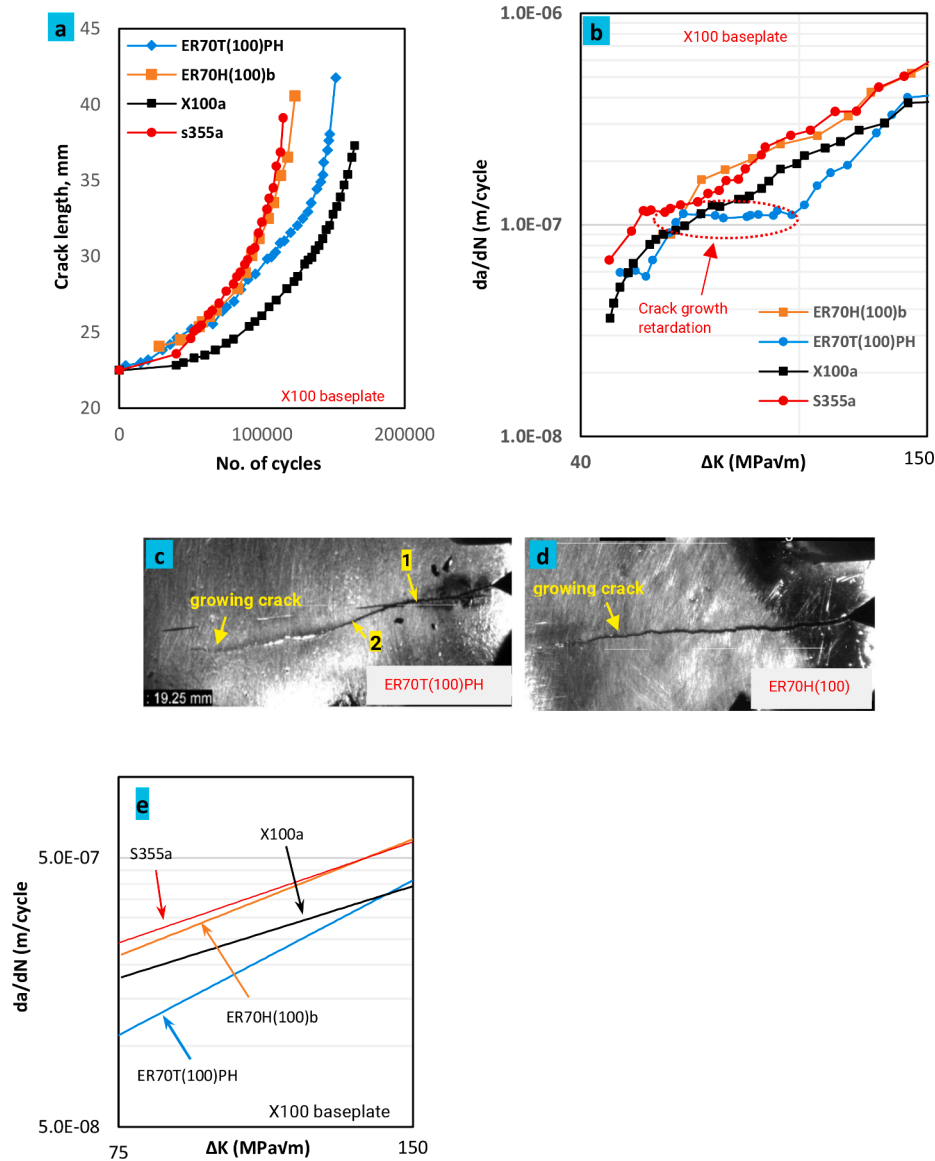 a
45
40
35
30
25
20
Crack length, mm
ER70T(100)PH
ER70H(100)b
X100a
s355a
X100 baseplate
0
100000
200000
No. of cycles
b
1.0E-06
1.0E-07
1.0E-08
da/dN (m/cycle
X100 baseplate
Crack growth
retardation
ER70H(100)b
ER70T(100)PH
X100a
S355a
40
ΔK (MPa√m)
150
c
1
growing crack
2
: 19.25 mm
ER70T(100)PH
d
growing crack
ER70H(100)
e
5.0E-07
5.0E-08
da/dN (m/cycle
X100a
S355a
ER70H(100)b
ER70T(100)PH
X100 baseplate
75
ΔK (MPa√m)
150